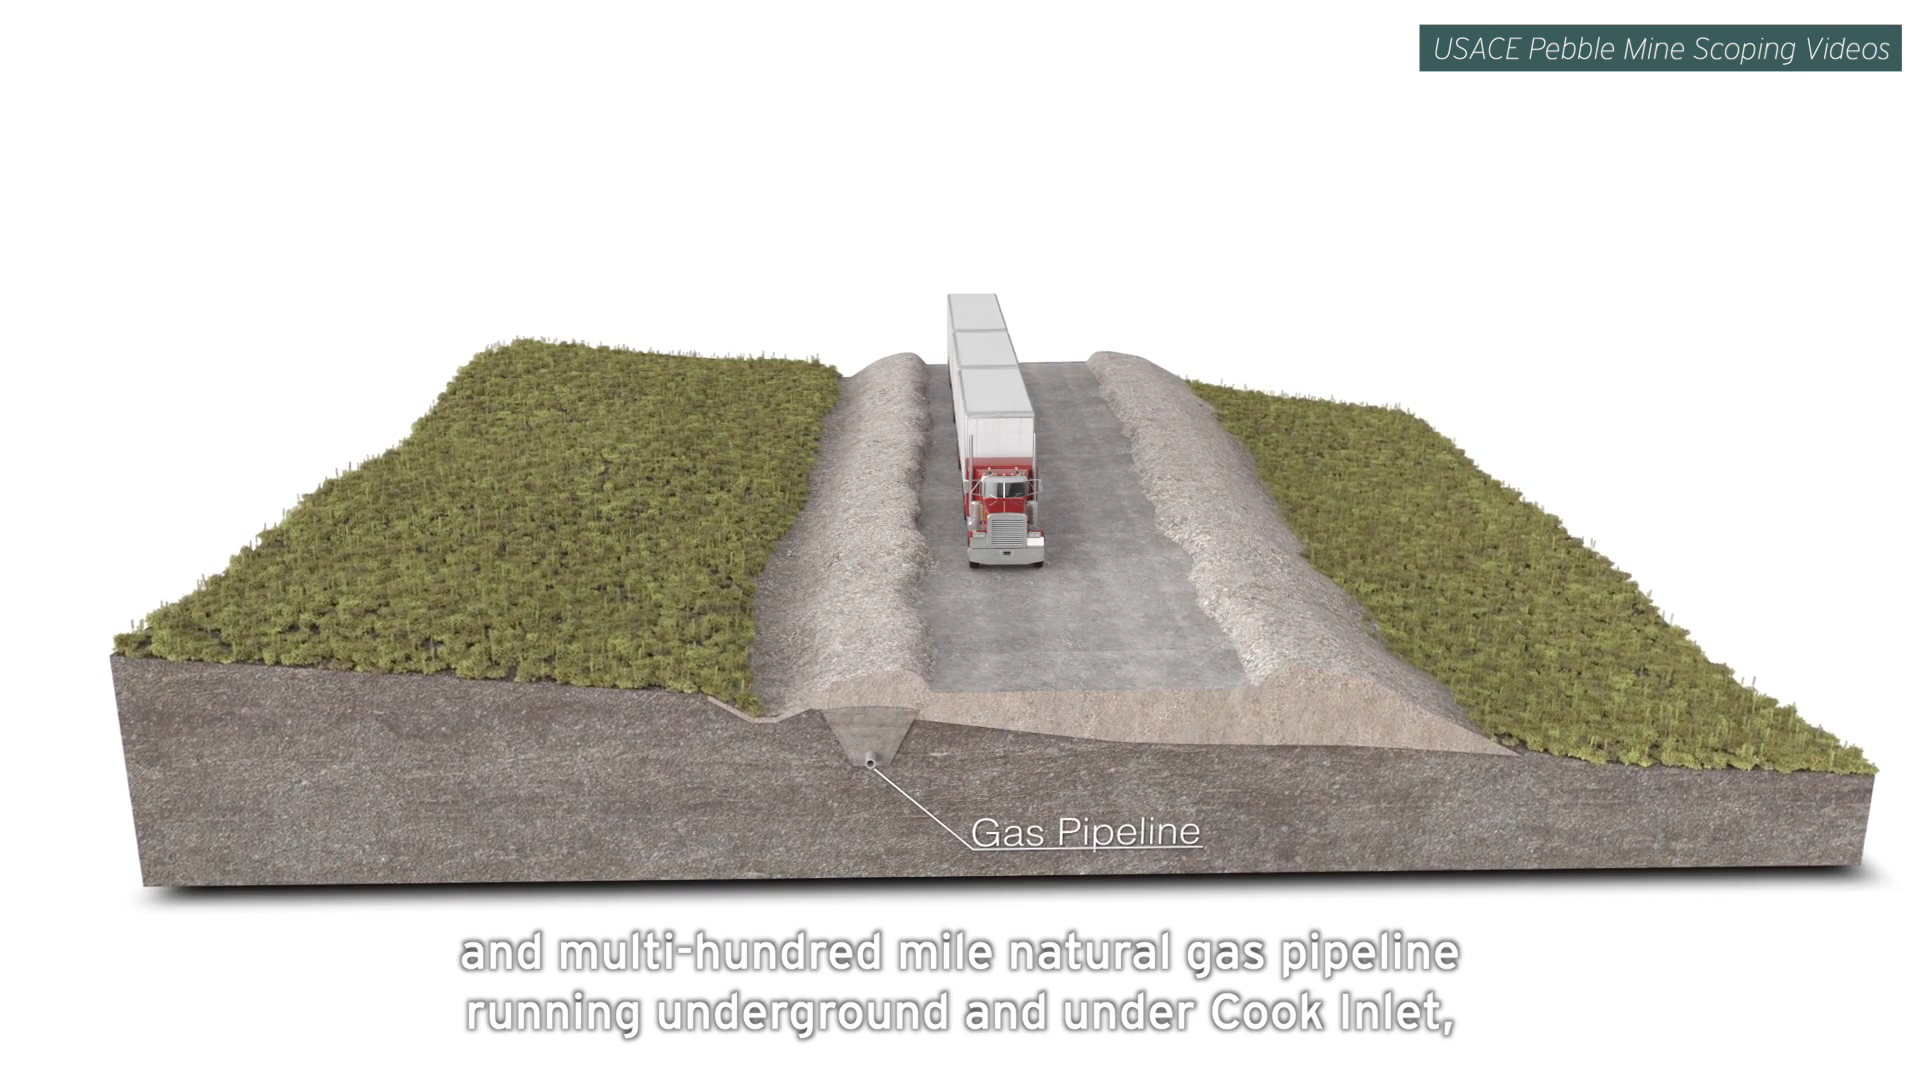 USACE Pebble Mine Scoping Videos
Gas Pipeline
and multi-hundred mile natural gas pipeline
running underground and under Cook Inlet,